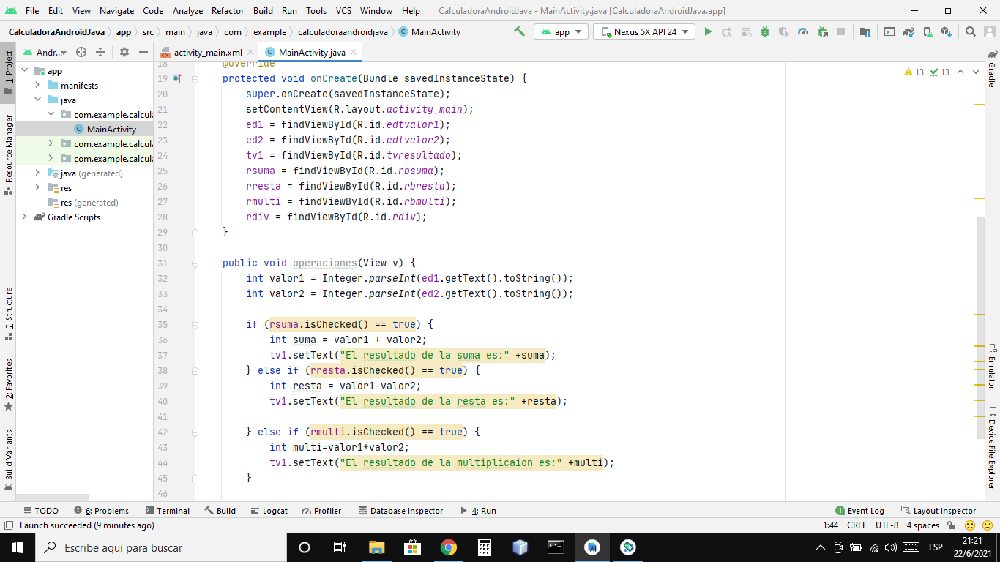 File Edit View Navigate Code Analyze Refactor Build Run Tools VCS Window Help CalculadoraAndroidJava - MainActivity.java [CalculadoraAndroidJava.app]
CalculadoraAndroidJava app src main java com example calculadoraandroidjava MainActivity app Nexus 5X API 24
Andr... activity_main.xml MainActivity.java
1: Project
Resource Manager
7: Structure
2: Favorites
Build Variants
app
manifests
java
com.example.calcula
MainActivity
com.example.calcula
com.example.calcula
java (generated)
res
res (generated)
Gradle Scripts
13 13
18 @Override
19 protected void onCreate(Bundle savedInstanceState) {
20 super.onCreate(savedInstanceState);
21 setContentView(R.layout.activity_main);
22 ed1 = findViewById(R.id.edtvalor1);
23 ed2 = findViewById(R.id.edtvalor2);
24 tv1 = findViewById(R.id.tvresultado);
25 rsuma = findViewById(R.id.rbsuma);
26 rresta = findViewById(R.id.rbresta);
27 rmulti = findViewById(R.id.rbmulti);
28 rdiv = findViewById(R.id.rdiv);
29 }
30
31 public void operaciones(View v) {
32 int valor1 = Integer.parseInt(ed1.getText().toString());
33 int valor2 = Integer.parseInt(ed2.getText().toString());
34
35 if (rsuma.isChecked() == true) {
36 int suma = valor1 + valor2;
37 tv1.setText("El resultado de la suma es:" +suma);
38 } else if (rresta.isChecked() == true) {
39 int resta = valor1-valor2;
40 tv1.setText("El resultado de la resta es:" +resta);
41
42 } else if (rmulti.isChecked() == true) {
43 int multi=valor1*valor2;
44 tv1.setText("El resultado de la multiplicaion es:" +multi);
45 }
46
Gradle
Emulator
Device File Explorer
TODO 6: Problems Terminal Build Logcat Profiler Database Inspector 4: Run 1 Event Log Layout Inspector
Launch succeeded (9 minutes ago) 1:44 CRLF UTF-8 4 spaces
Escribe aquí para buscar
ESP
21:21
22/6/2021